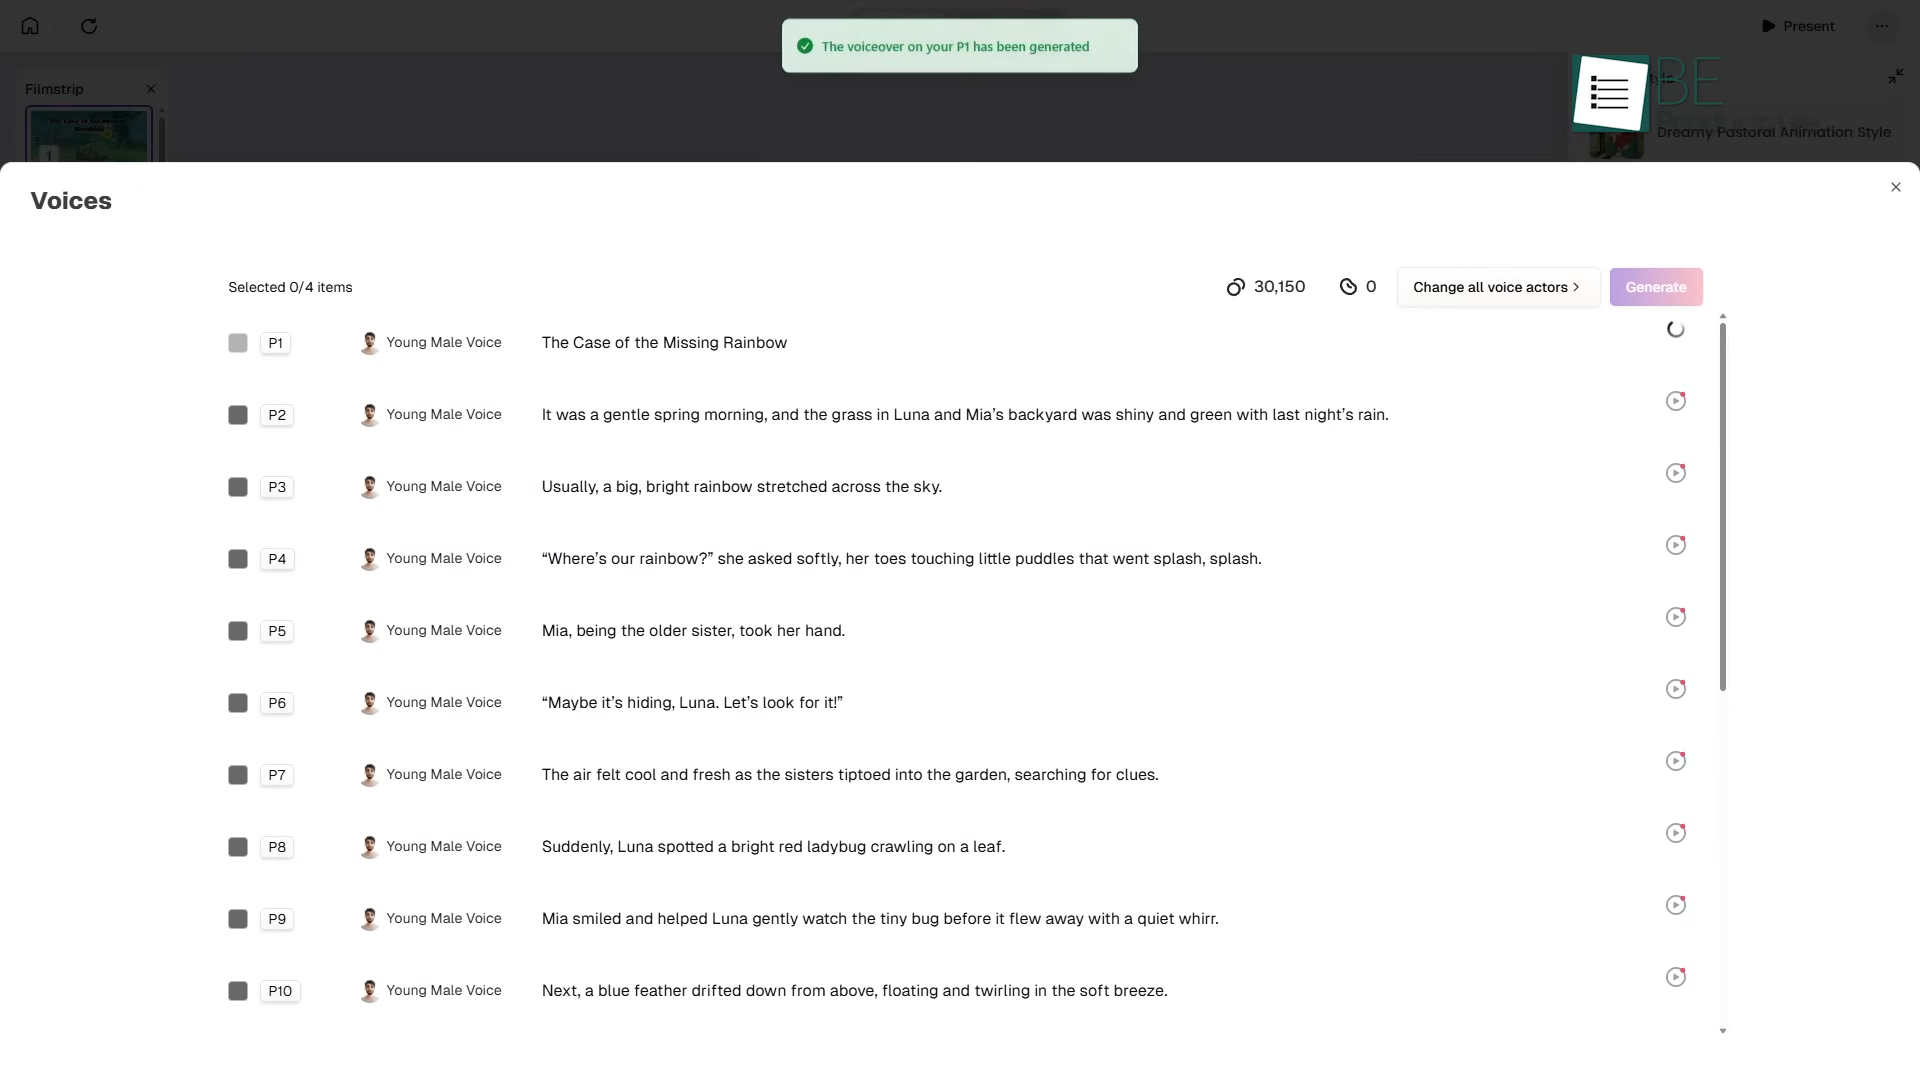 The voiceover on your P1 has been generated
Present
Filmstrip
BE
Dreamy Pastoral Animation Style
1
Voices
Selected 0/4 items
30,150
0
Change all voice actors
Generate
P1 Young Male Voice The Case of the Missing Rainbow
P2 Young Male Voice It was a gentle spring morning, and the grass in Luna and Mia’s backyard was shiny and green with last night’s rain.
P3 Young Male Voice Usually, a big, bright rainbow stretched across the sky.
P4 Young Male Voice “Where’s our rainbow?” she asked softly, her toes touching little puddles that went splash, splash.
P5 Young Male Voice Mia, being the older sister, took her hand.
P6 Young Male Voice “Maybe it’s hiding, Luna. Let’s look for it!”
P7 Young Male Voice The air felt cool and fresh as the sisters tiptoed into the garden, searching for clues.
P8 Young Male Voice Suddenly, Luna spotted a bright red ladybug crawling on a leaf.
P9 Young Male Voice Mia smiled and helped Luna gently watch the tiny bug before it flew away with a quiet whirr.
P10 Young Male Voice Next, a blue feather drifted down from above, floating and twirling in the soft breeze.